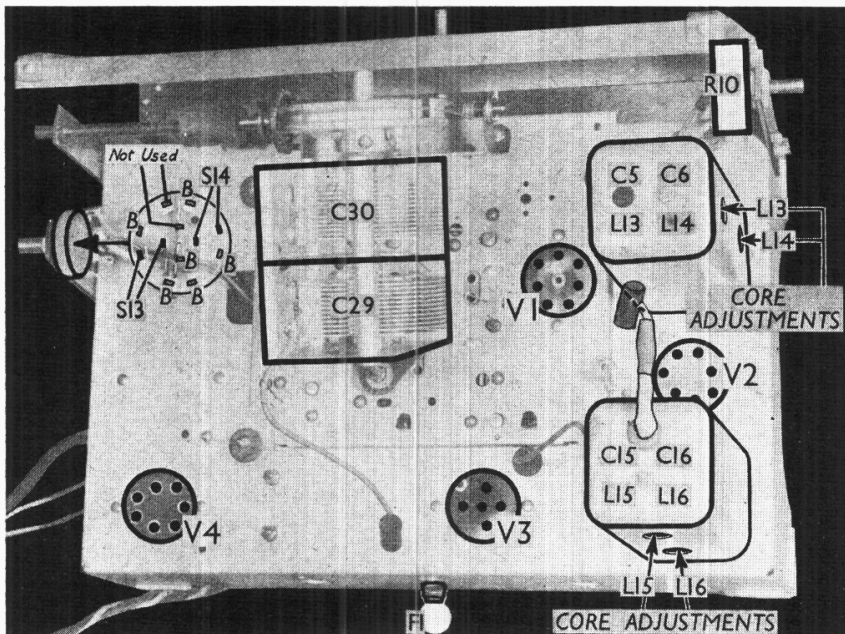 R10
Not Used
S14
B
B
B
B
B
B
B
S13
C30
C29
C5 C6
L13 L14
L13
L14
V1
CORE
ADJUSTMENTS
V2
C15 C16
L15 L16
V4
V3
L15 L16
F1
CORE ADJUSTMENTS